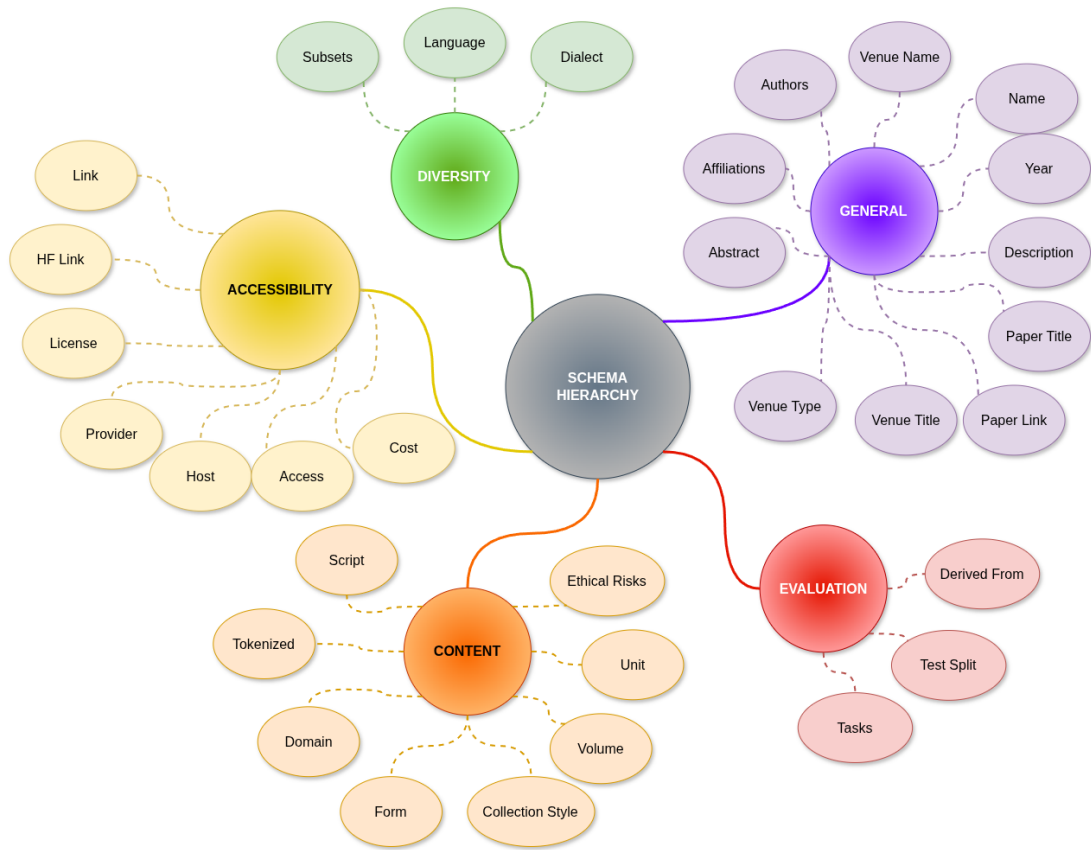 Subsets
Language
Dialect
DIVERSITY
Venue Name
Authors
Name
Affiliations
Year
GENERAL
Abstract
Description
Paper Title
Venue Type
Venue Title
Paper Link
Link
HF Link
ACCESSIBILITY
License
Provider
Host
Access
Cost
SCHEMA
HIERARCHY
Script
Ethical Risks
Tokenized
CONTENT
Unit
Domain
Volume
Form
Collection Style
EVALUATION
Derived From
Test Split
Tasks